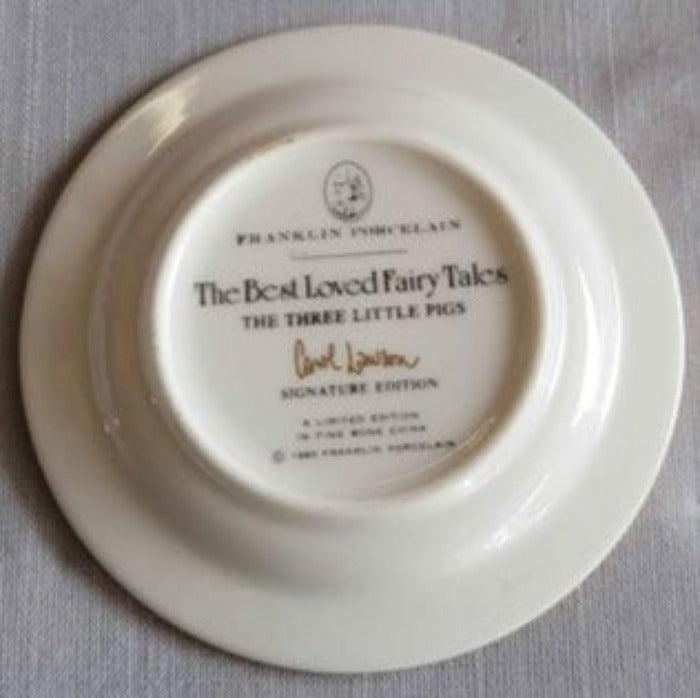 FRANKLIN PORCELAIN
The Best Loved Fairy Tales
THE THREE LITTLE PIGS
Carol Lawson
SIGNATURE EDITION
A LIMITED EDITION
IN FINE BONE CHINA
© FRANKLIN PORCELAIN